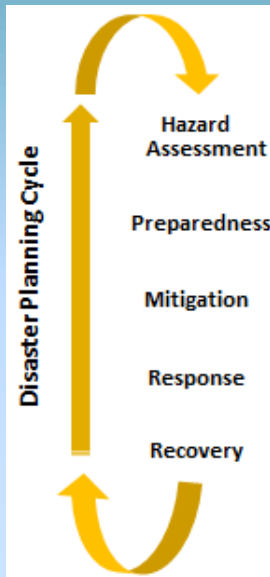 Disaster Planning Cycle
Hazard
Assessment
Preparedness
Mitigation
Response
Recovery